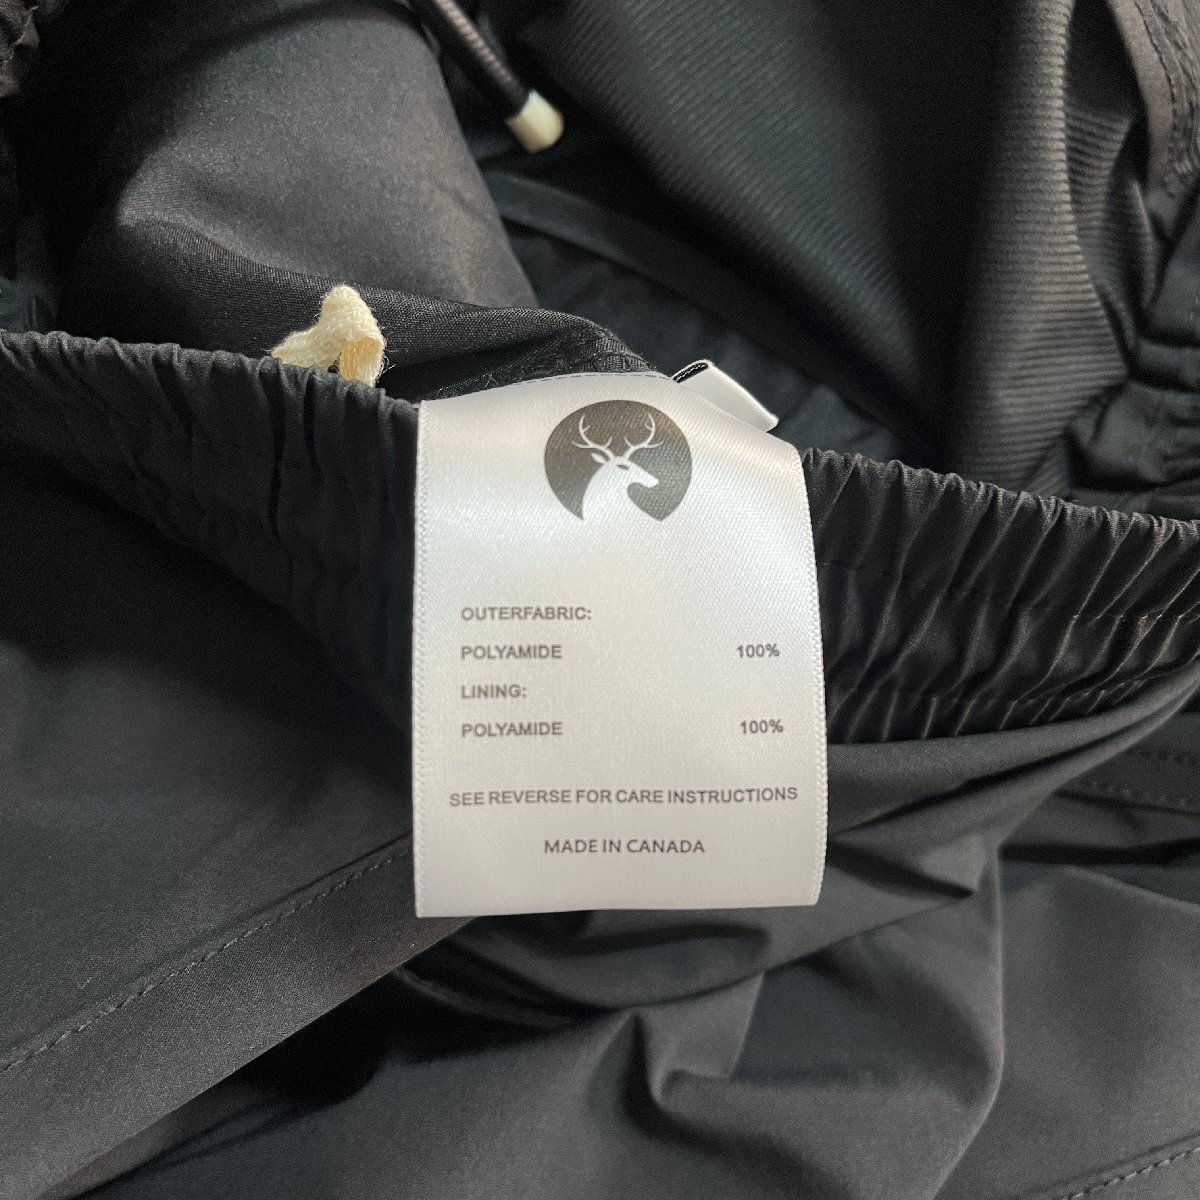 OUTERFABRIC:
POLYAMIDE 100%
LINING:
POLYAMIDE 100%
SEE REVERSE FOR CARE INSTRUCTIONS
MADE IN CANADA